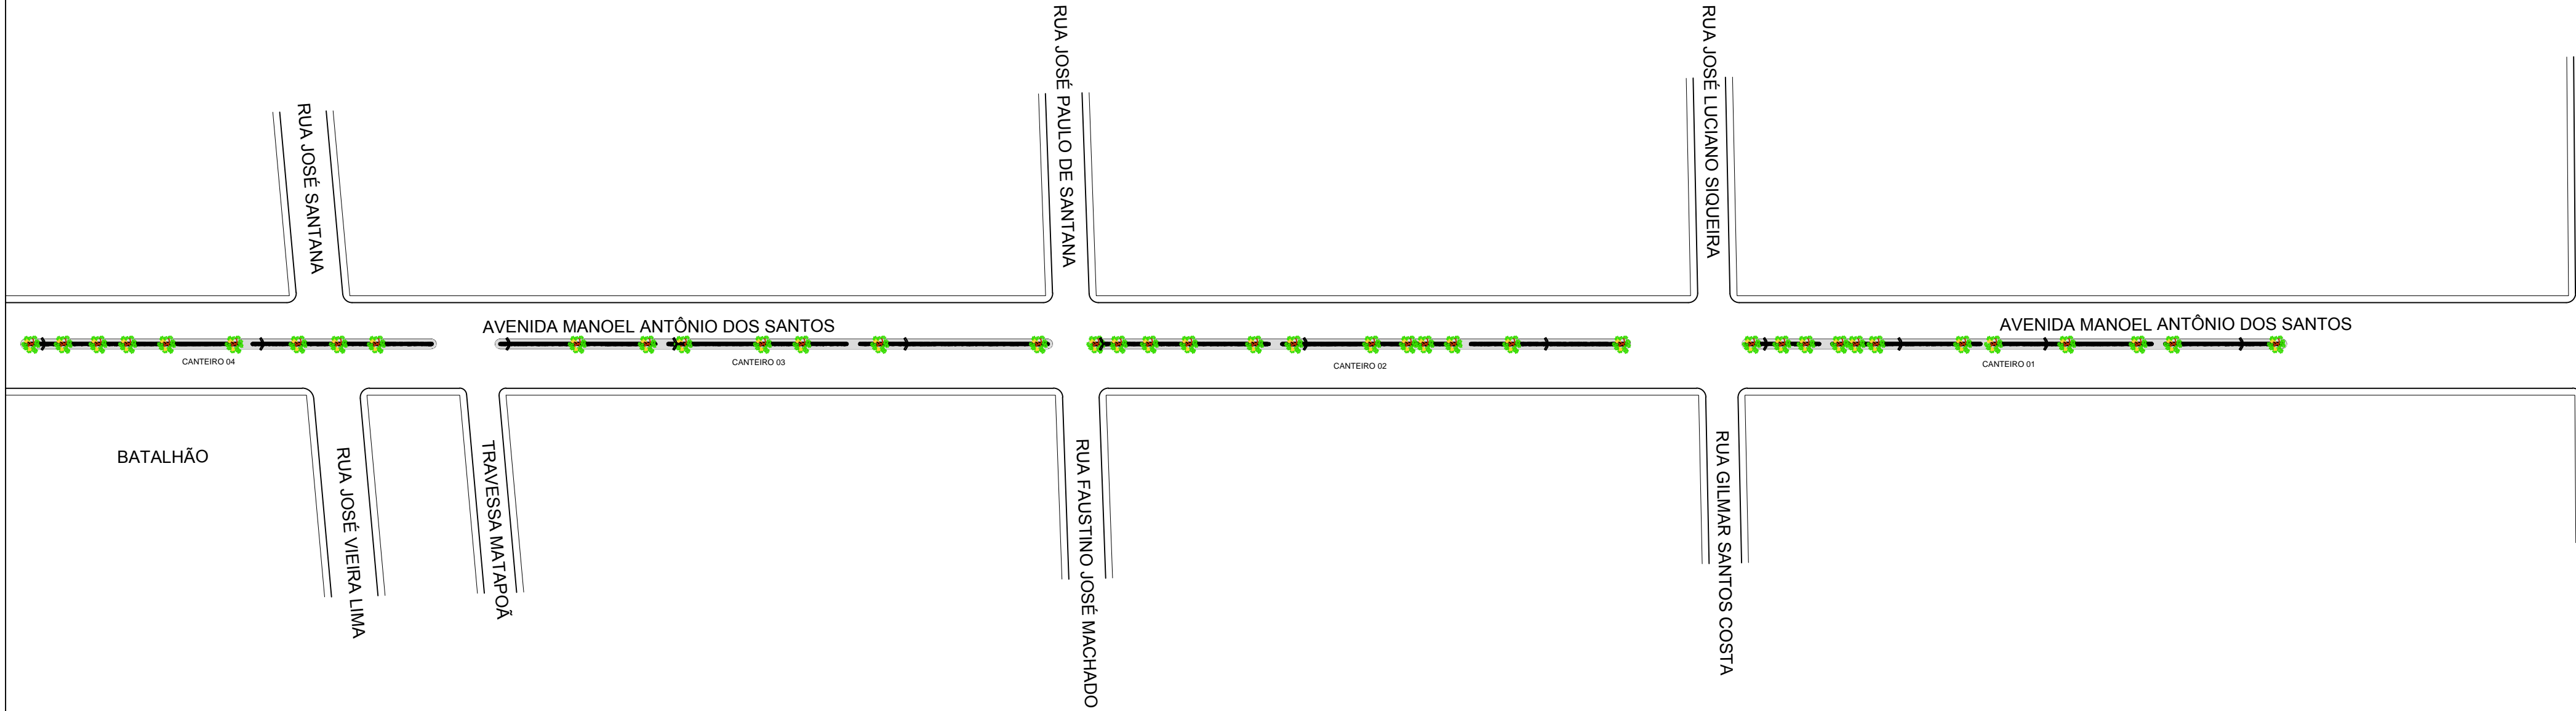 RUA JOSÉ SANTANA
RUA JOSÉ PAULO DE SANTANA
RUA JOSÉ LUCIANO SIQUEIRA
AVENIDA MANOEL ANTÔNIO DOS SANTOS
AVENIDA MANOEL ANTÔNIO DOS SANTOS
CANTEIRO 04
CANTEIRO 03
CANTEIRO 02
CANTEIRO 01
BATALHÃO
RUA JOSÉ VIEIRA LIMA
TRAVESSA MATAPOÃ
RUA FAUSTINO JOSÉ MACHADO
RUA GILMAR SANTOS COSTA